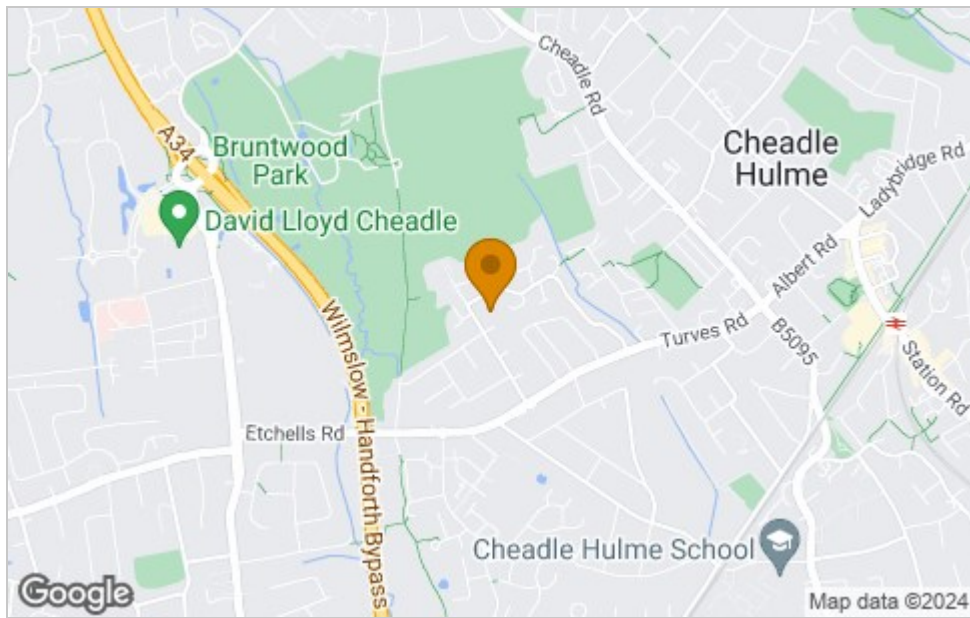 Cheadle Rd
A34
Bruntwood
Park
Cheadle
Hulme
Ladybridge Rd
David Lloyd Cheadle
Albert Rd
Wilmslow - Handforth Bypass
Turves Rd
B5095
Station Rd
Etchells Rd
Cheadle Hulme School
Google
Map data ©2024